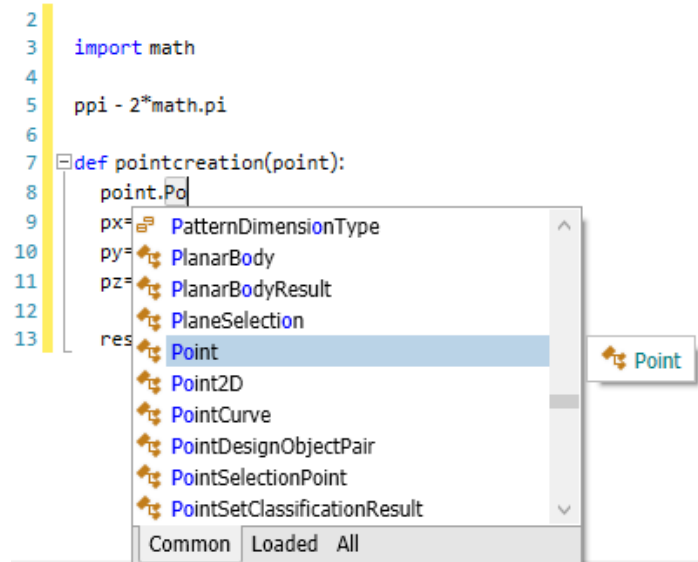 2
3 import math
4
5 ppi - 2*math.pi
6
7 def pointcreation(point):
8 point.Po
9 px=
10 py=
11 pz=
12
13 res
PatternDimensionType
PlanarBody
PlanarBodyResult
PlaneSelection
Point
Point2D
PointCurve
PointDesignObjectPair
PointSelectionPoint
PointSetClassificationResult
Common Loaded All
Point